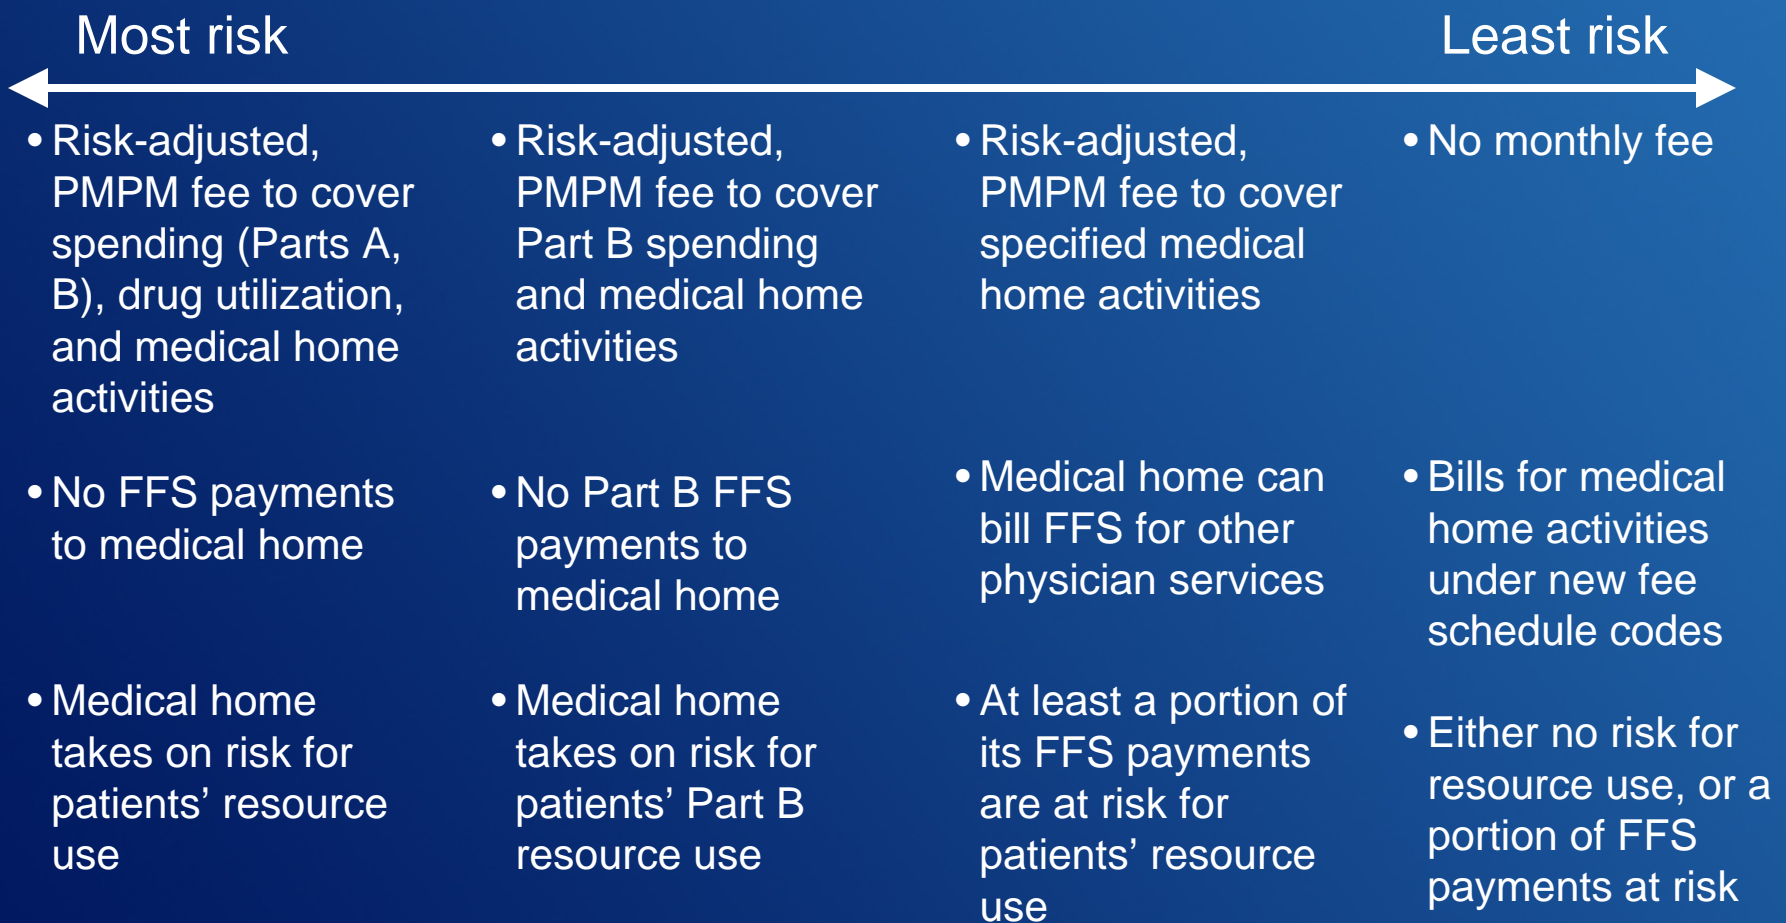 Most risk
Least risk
• Risk-adjusted,
PMPM fee to cover
spending (Parts A,
B), drug utilization,
and medical home
activities
• No FFS payments
to medical home
• Medical home
takes on risk for
patients’ resource
use
• Risk-adjusted,
PMPM fee to cover
Part B spending
and medical home
activities
• No Part B FFS
payments to
medical home
• Medical home
takes on risk for
patients’ Part B
resource use
• Risk-adjusted,
PMPM fee to cover
specified medical
home activities
• Medical home can
bill FFS for other
physician services
• At least a portion of
its FFS payments
are at risk for
patients’ resource
use
• No monthly fee
• Bills for medical
home activities
under new fee
schedule codes
• Either no risk for
resource use, or a
portion of FFS
payments at risk